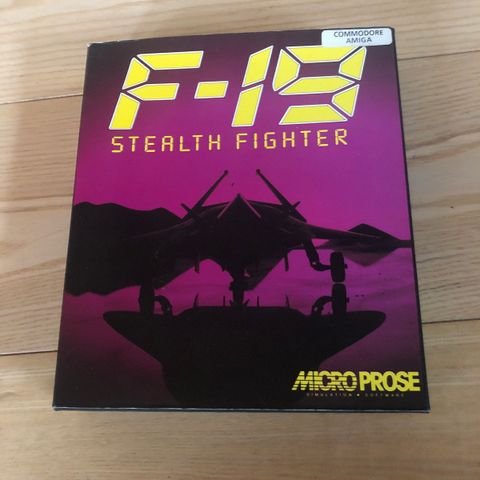 COMMODORE
AMIGA
F-19
STEALTH FIGHTER
MICRO PROSE
SIMULATION • SOFTWARE